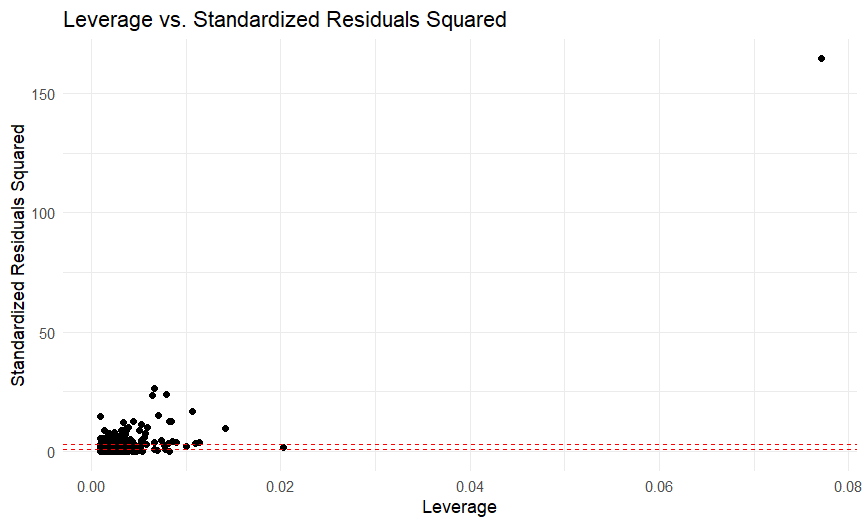 Leverage vs. Standardized Residuals Squared
Standardized Residuals Squared
150
100
50
0
0.00 0.02 0.04 0.06 0.08
Leverage